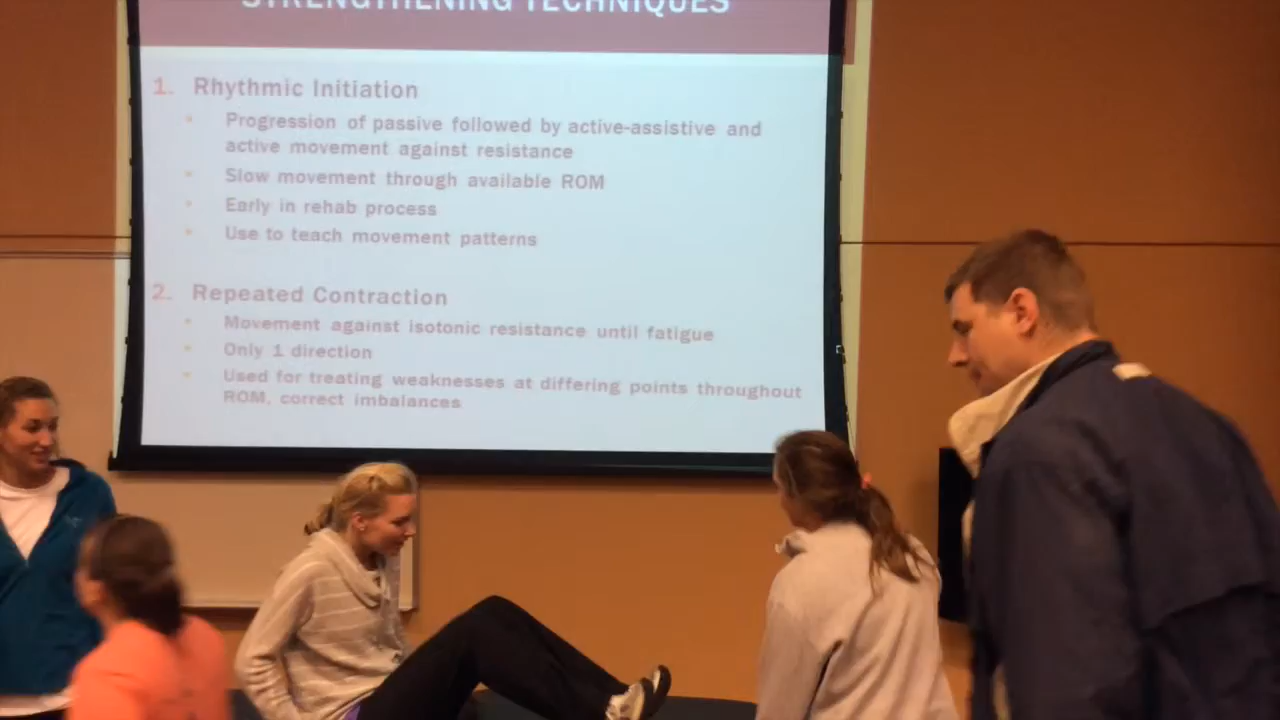 STRENGTHENING TECHNIQUES
1. Rhythmic Initiation
• Progression of passive followed by active-assistive and
active movement against resistance
• Slow movement through available ROM
• Early in rehab process
• Use to teach movement patterns
2. Repeated Contraction
• Movement against isotonic resistance until fatigue
• Only 1 direction
• Used for treating weaknesses at differing points throughout
ROM, correct imbalances